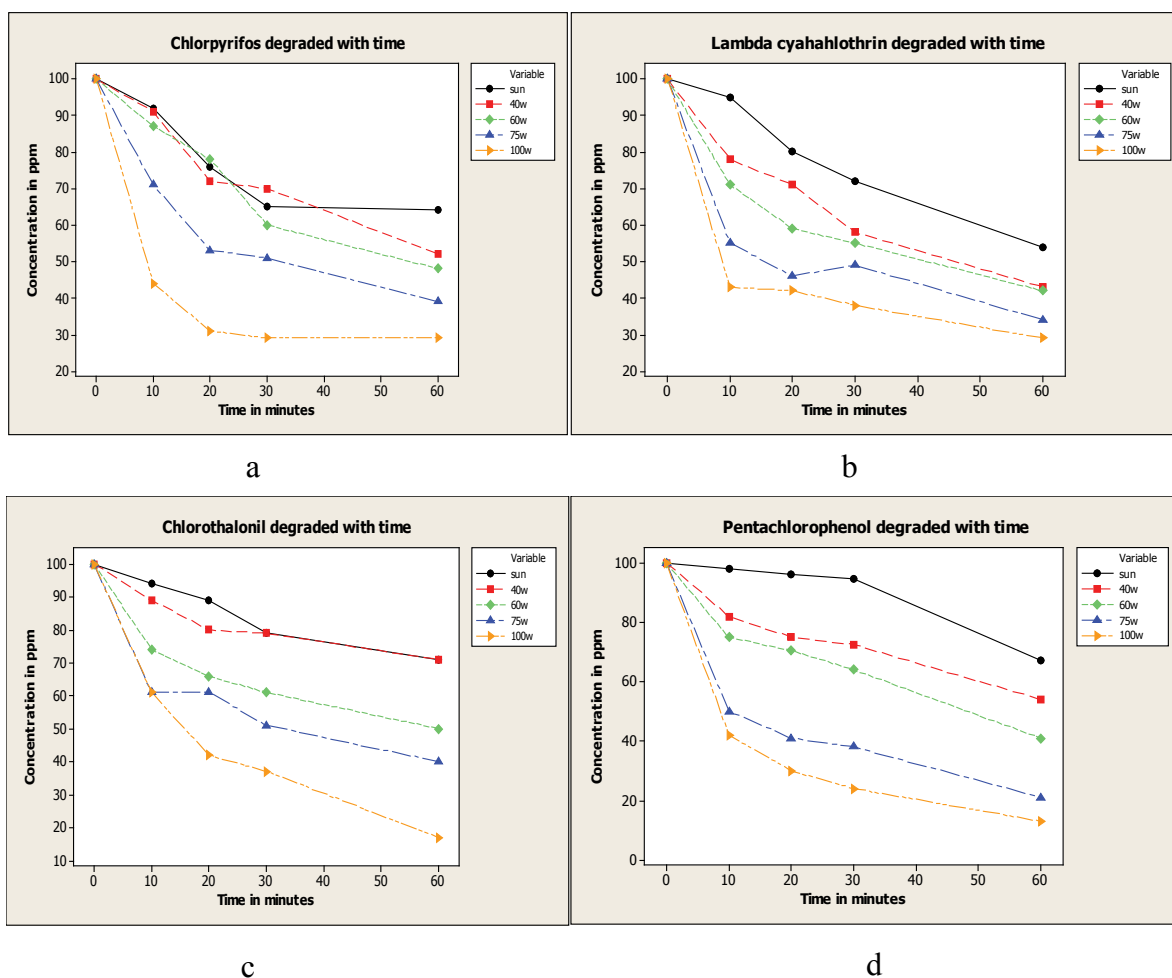 Chlorpyrifos degraded with time
Variable
sun
40w
60w
75w
100w
Concentration in ppm
100
90
80
70
60
50
40
30
20
0 10 20 30 40 50 60
Time in minutes
a
Lambda cyahahlothrin degraded with time
Variable
sun
40w
60w
75w
100w
Concentration in ppm
100
90
80
70
60
50
40
30
20
0 10 20 30 40 50 60
Time in minutes
b
Chlorothalonil degraded with time
Variable
sun
40w
60w
75w
100w
Concentration in ppm
100
90
80
70
60
50
40
30
20
10
0 10 20 30 40 50 60
Time in minutes
c
Pentachlorophenol degraded with time
Variable
sun
40w
60w
75w
100w
Concentration in ppm
100
80
60
40
20
0
0 10 20 30 40 50 60
Time in minutes
d